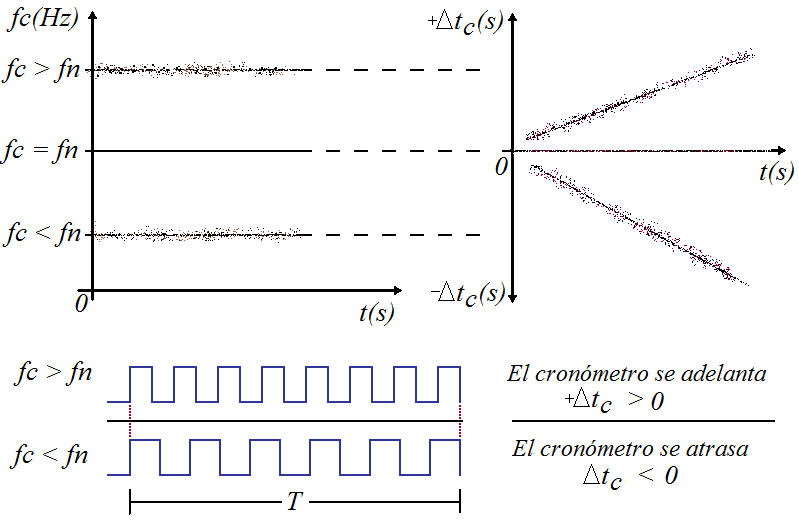 fc(Hz)
fc > fn
fc = fn
fc < fn
0
t(s)
+Δtc(s)
0
t(s)
−Δtc(s)
fc > fn
fc < fn
T
El cronómetro se adelanta
+Δtc > 0
El cronómetro se atrasa
Δtc < 0